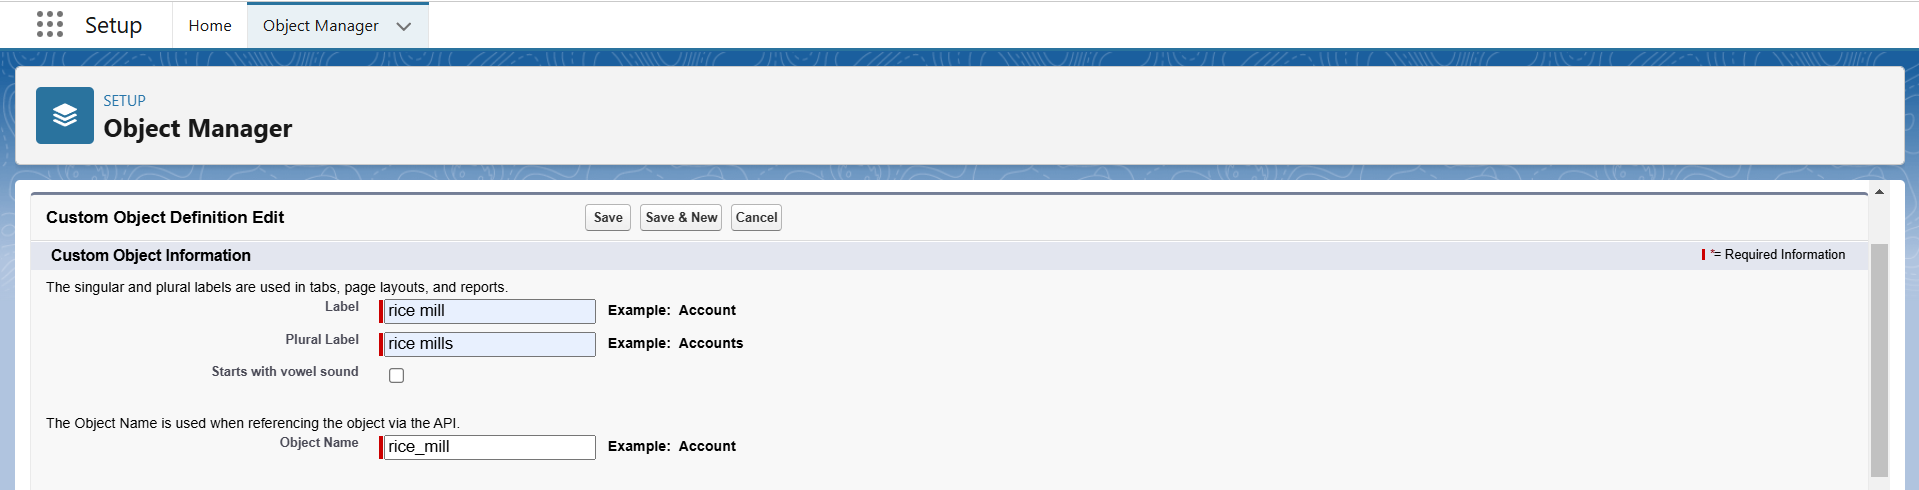 Setup Home Object Manager
SETUP
Object Manager
Custom Object Definition Edit Save Save & New Cancel
Custom Object Information *= Required Information
The singular and plural labels are used in tabs, page layouts, and reports.
Label rice mill Example: Account
Plural Label rice mills Example: Accounts
Starts with vowel sound
The Object Name is used when referencing the object via the API.
Object Name rice_mill Example: Account